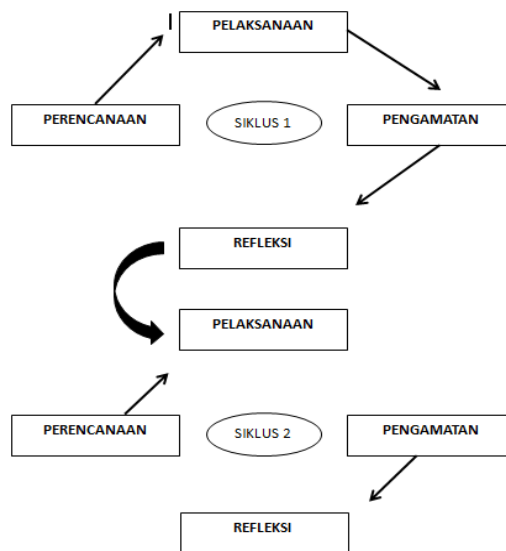 PELAKSANAAN
PERENCANAAN
SIKLUS 1
PENGAMATAN
REFLEKSI
PELAKSANAAN
PERENCANAAN
SIKLUS 2
PENGAMATAN
REFLEKSI